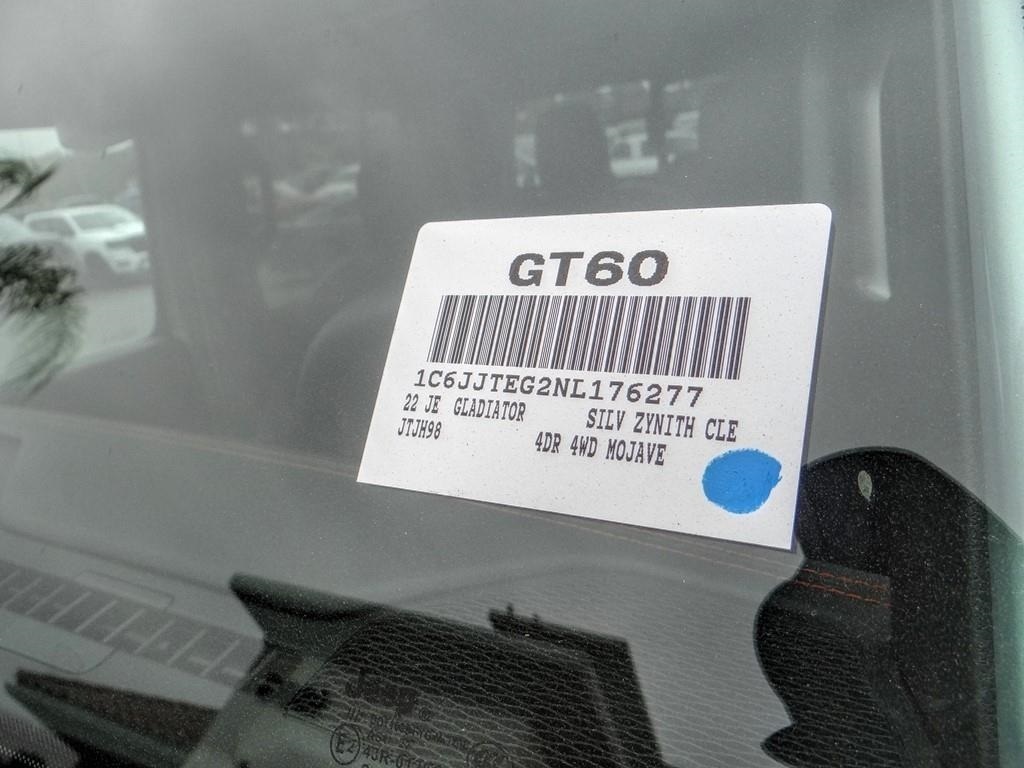 GT60
1C6JJTEG2NL176277
22 JE GLADIATOR SILV ZYNITH CLE
JTJH98 4DR 4WD MOJAVE
Jeep